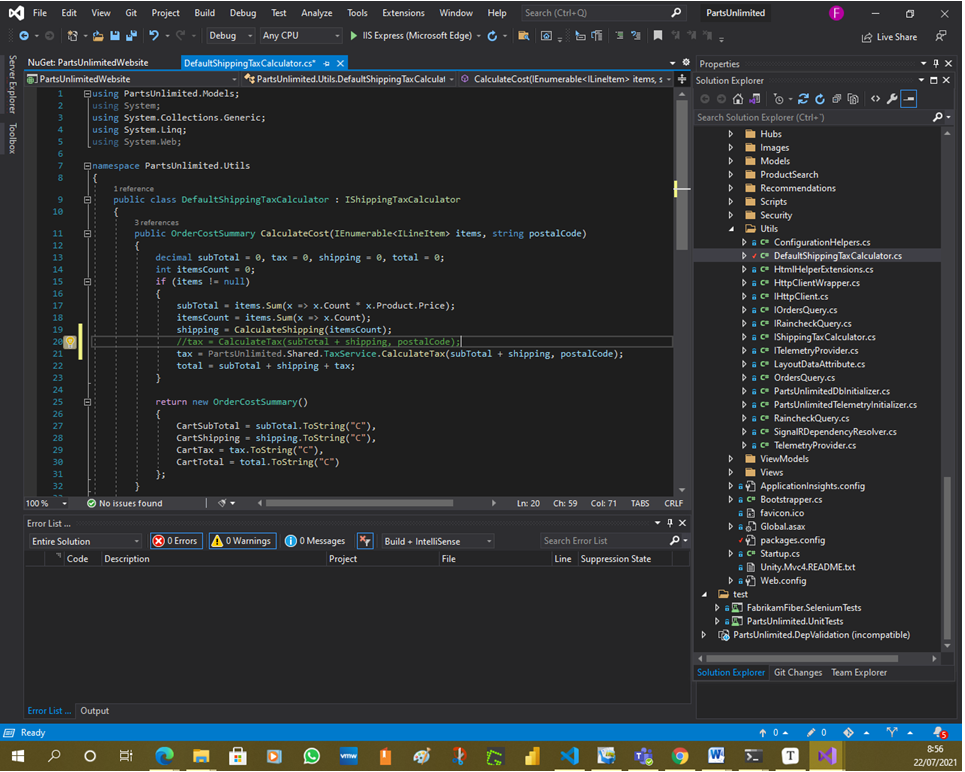 File Edit View Git Project Build Debug Test Analyze Tools Extensions Window Help Search (Ctrl+Q) PartsUnlimited F
Debug Any CPU IIS Express (Microsoft Edge) Live Share
Server Explorer
Toolbox
NuGet: PartsUnlimitedWebsite DefaultShippingTaxCalculator.cs*
PartsUnlimitedWebsite PartsUnlimited.Utils.DefaultShippingTaxCalculat CalculateCost(IEnumerable<ILineItem> items, s
1 using PartsUnlimited.Models;
2 using System;
3 using System.Collections.Generic;
4 using System.Linq;
5 using System.Web;
6
7 namespace PartsUnlimited.Utils
8 {
1 reference
9 public class DefaultShippingTaxCalculator : IShippingTaxCalculator
10 {
3 references
11 public OrderCostSummary CalculateCost(IEnumerable<ILineItem> items, string postalCode)
12 {
13 decimal subTotal = 0, tax = 0, shipping = 0, total = 0;
14 int itemsCount = 0;
15 if (items != null)
16 {
17 subTotal = items.Sum(x => x.Count * x.Product.Price);
18 itemsCount = items.Sum(x => x.Count);
19 shipping = CalculateShipping(itemsCount);
20 //tax = CalculateTax(subTotal + shipping, postalCode);
21 tax = PartsUnlimited.Shared.TaxService.CalculateTax(subTotal + shipping, postalCode);
22 total = subTotal + shipping + tax;
23 }
24
25 return new OrderCostSummary()
26 {
27 CartSubTotal = subTotal.ToString("C"),
28 CartShipping = shipping.ToString("C"),
29 CartTax = tax.ToString("C"),
30 CartTotal = total.ToString("C")
31 };
32 }
100 % No issues found Ln: 20 Ch: 59 Col: 71 TABS CRLF
Error List ...
Entire Solution 0 Errors 0 Warnings 0 Messages Build + IntelliSense Search Error List
Code Description Project File Line Suppression State
Error List ... Output
Properties
Solution Explorer
Search Solution Explorer (Ctrl+¨)
Hubs
Images
Models
ProductSearch
Recommendations
Scripts
Security
Utils
C# ConfigurationHelpers.cs
C# DefaultShippingTaxCalculator.cs
C# HtmlHelperExtensions.cs
C# HttpClientWrapper.cs
C# IHttpClient.cs
C# IOrdersQuery.cs
C# IRaincheckQuery.cs
C# IShippingTaxCalculator.cs
C# ITelemetryProvider.cs
C# LayoutDataAttribute.cs
C# OrdersQuery.cs
C# PartsUnlimitedDbInitializer.cs
C# PartsUnlimitedTelemetryInitializer.cs
C# RaincheckQuery.cs
C# SignalRDependencyResolver.cs
C# TelemetryProvider.cs
ViewModels
Views
ApplicationInsights.config
C# Bootstrapper.cs
favicon.ico
Global.asax
packages.config
C# Startup.cs
Unity.Mvc4.README.txt
Web.config
test
FabrikamFiber.SeleniumTests
PartsUnlimited.UnitTests
PartsUnlimited.DepValidation (incompatible)
Solution Explorer Git Changes Team Explorer
Ready 0 0 5
vmw W T 8:56
22/07/2021